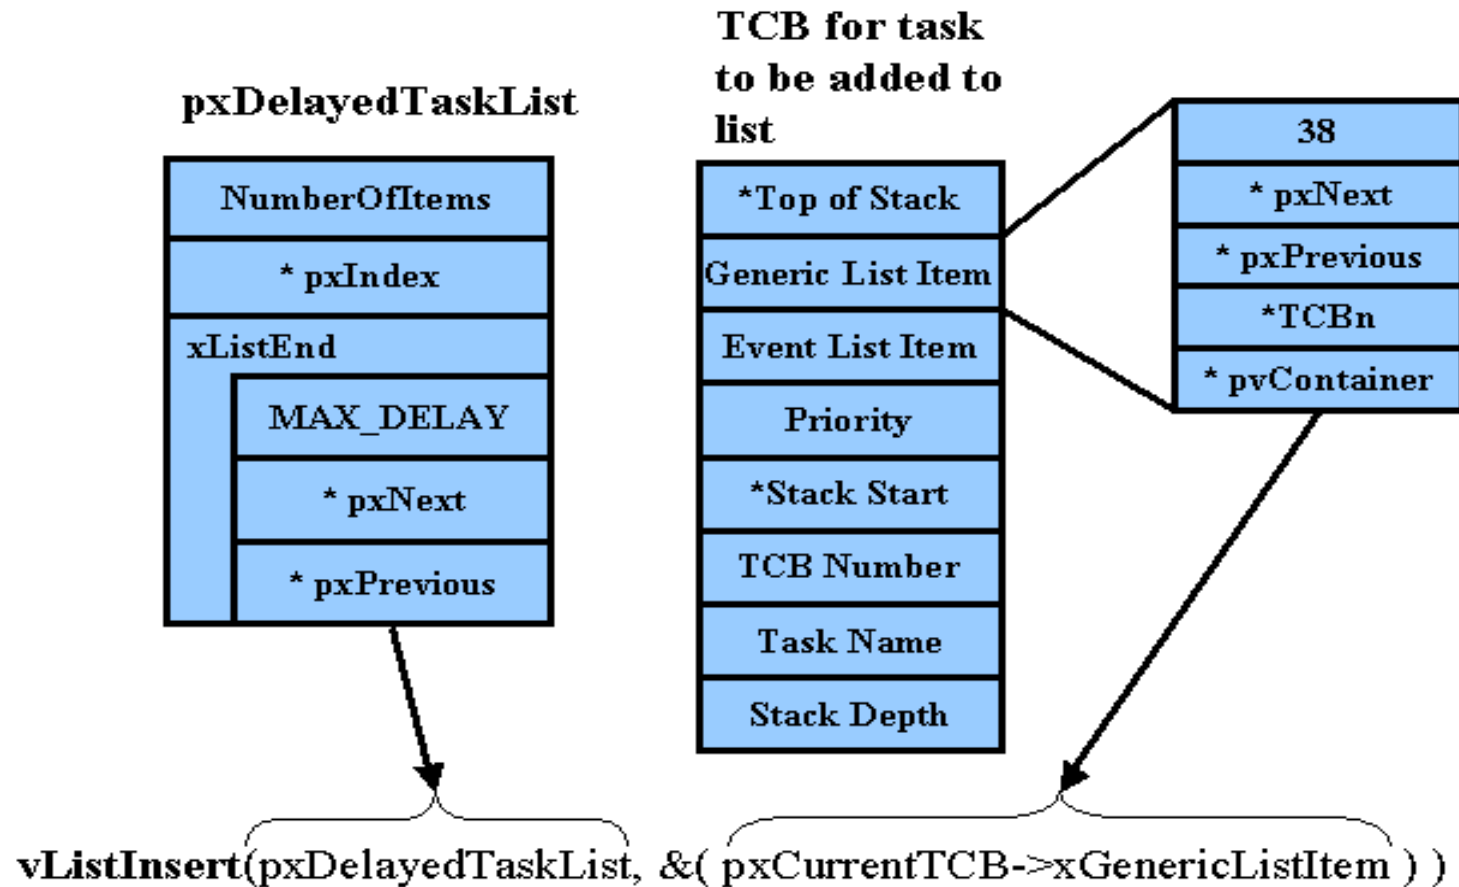 pxDelayedTaskList
NumberOfItems
* pxIndex
xListEnd
MAX_DELAY
* pxNext
* pxPrevious
TCB for task
to be added to
list
*Top of Stack
Generic List Item
Event List Item
Priority
*Stack Start
TCB Number
Task Name
Stack Depth
38
* pxNext
* pxPrevious
*TCBn
* pvContainer
vListInsert(pxDelayedTaskList, &( pxCurrentTCB->xGenericListItem ) )